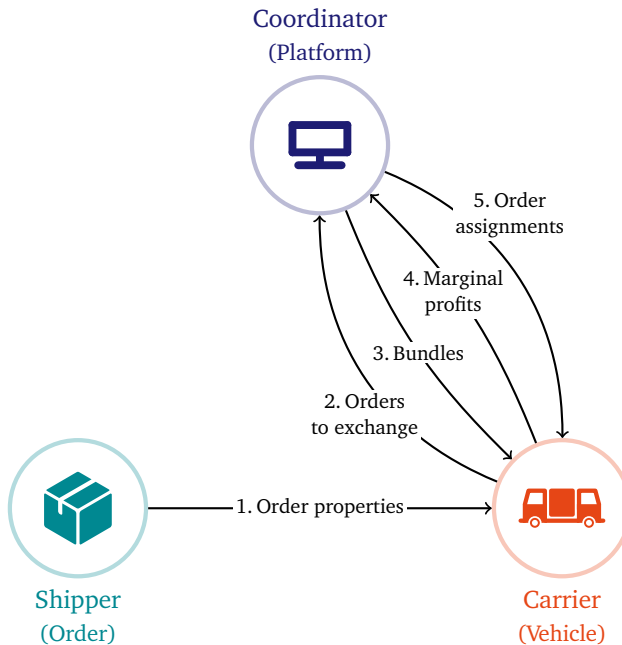 Coordinator
(Platform)
5. Order
assignments
4. Marginal
profits
3. Bundles
2. Orders
to exchange
1. Order properties
Shipper
(Order)
Carrier
(Vehicle)